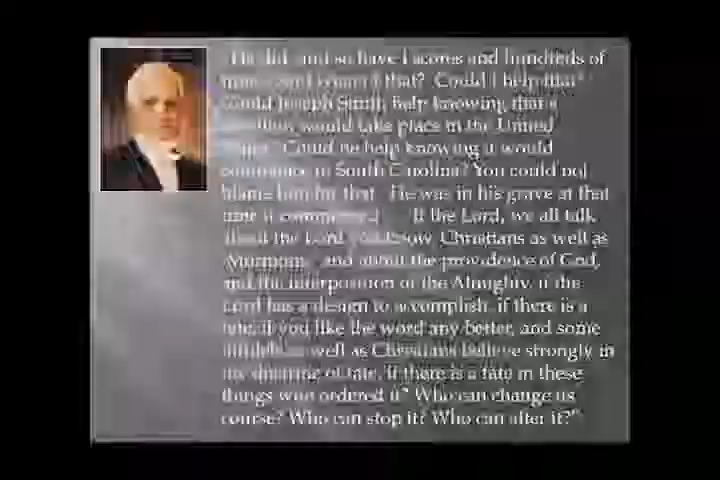 He did, and so have I scores and hundreds of
times, and what of that? Could I help that?
Could Joseph Smith help knowing that a
rebellion would take place in the United
States? Could he help knowing it would
commence in South Carolina? You could not
blame him for that. He was in his grave at that
time it commenced If the Lord, we all talk
about the Lord you know, Christians as well as
Mormons, and about the providence of God,
and the interposition of the Almighty, if the
Lord has a design to accomplish, if there is a
fate, if you like the word any better, and some
infidels as well as Christians believe strongly in
the doctrine of fate, if there is a fate in these
things who ordered it? Who can change its
course? Who can stop it? Who can alter it?"